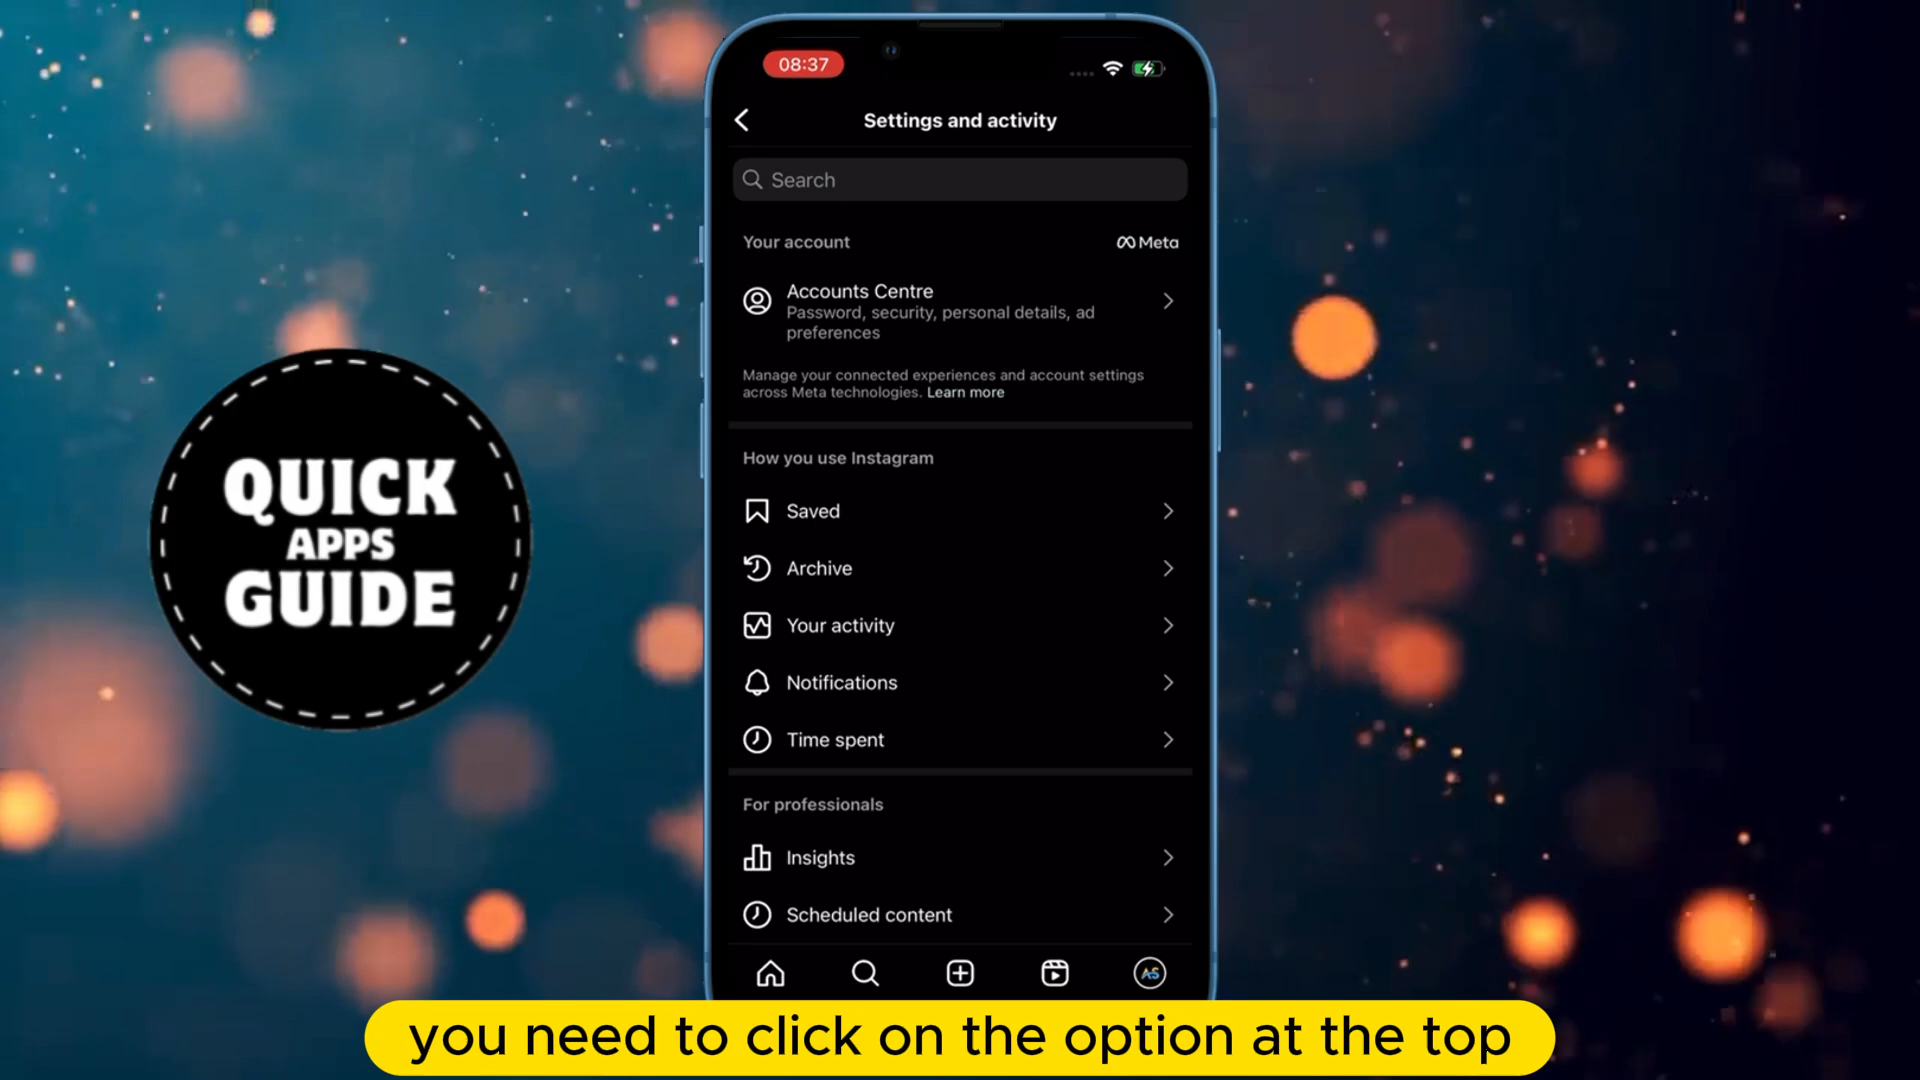 08:37
Settings and activity
Search
Your account
Meta
Accounts Centre
Password, security, personal details, ad
preferences
Manage your connected experiences and account settings
across Meta technologies. Learn more
How you use Instagram
Saved
Archive
Your activity
Notifications
Time spent
For professionals
Insights
Scheduled content
AS
QUICK
APPS
GUIDE
you need to click on the option at the top